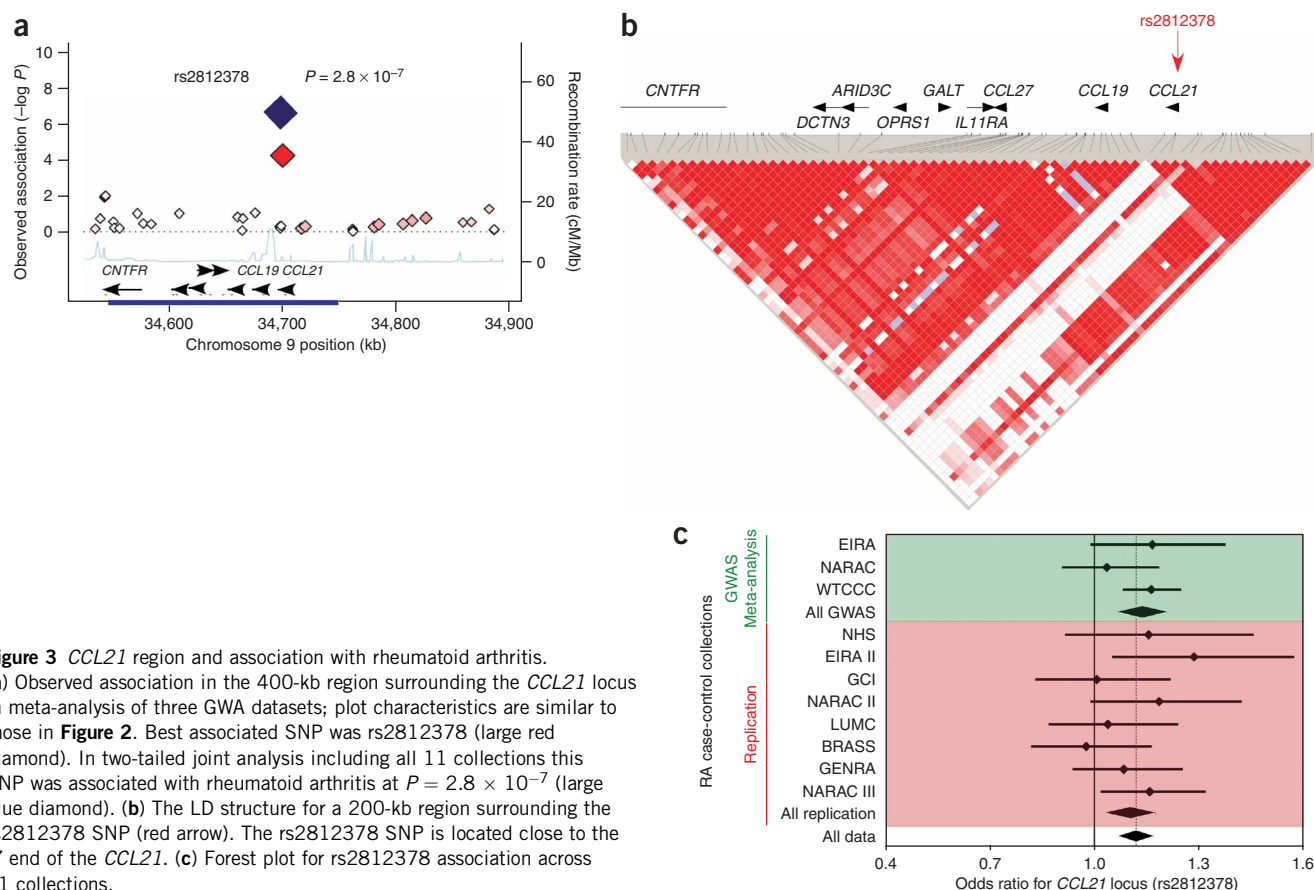 a
rs2812378
P = 2.8 × 10−7
Observed association (–log P)
10
8
6
4
2
0
Recombination rate (cM/Mb)
60
40
20
0
CNTFR
CCL19 CCL21
34,600
34,700
34,800
34,900
Chromosome 9 position (kb)
b
rs2812378
CNTFR
ARID3C
GALT
CCL27
CCL19
CCL21
DCTN3
OPRS1
IL11RA
c
RA case-control collections
GWAS
Meta-analysis
Replication
EIRA
NARAC
WTCCC
All GWAS
NHS
EIRA II
GCI
NARAC II
LUMC
BRASS
GENRA
NARAC III
All replication
All data
0.4
0.7
1.0
1.3
1.6
Odds ratio for CCL21 locus (rs2812378)
igure 3 CCL21 region and association with rheumatoid arthritis.
) Observed association in the 400-kb region surrounding the CCL21 locus
meta-analysis of three GWA datasets; plot characteristics are similar to
ose in Figure 2. Best associated SNP was rs2812378 (large red
amond). In two-tailed joint analysis including all 11 collections this
NP was associated with rheumatoid arthritis at P = 2.8 × 10−7 (large
ue diamond). (b) The LD structure for a 200-kb region surrounding the
s2812378 SNP (red arrow). The rs2812378 SNP is located close to the
end of the CCL21. (c) Forest plot for rs2812378 association across
1 collections.